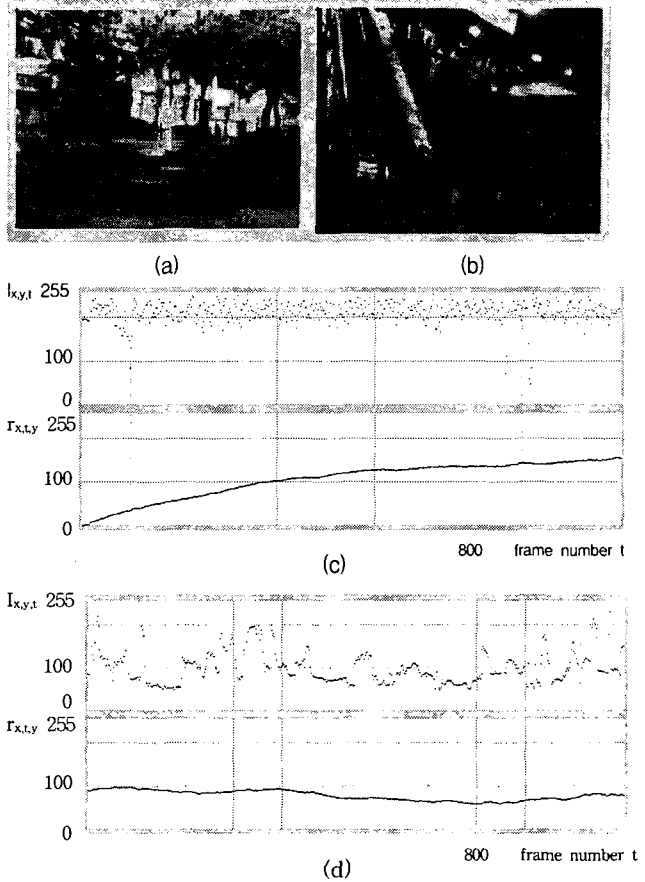 (a) (b)
Ix,y,t 255
100
0
rx,t,y 255
100
0
800 frame number t
(c)
Ix,y,t 255
100
0
rx,t,y 255
100
0
800 frame number t
(d)